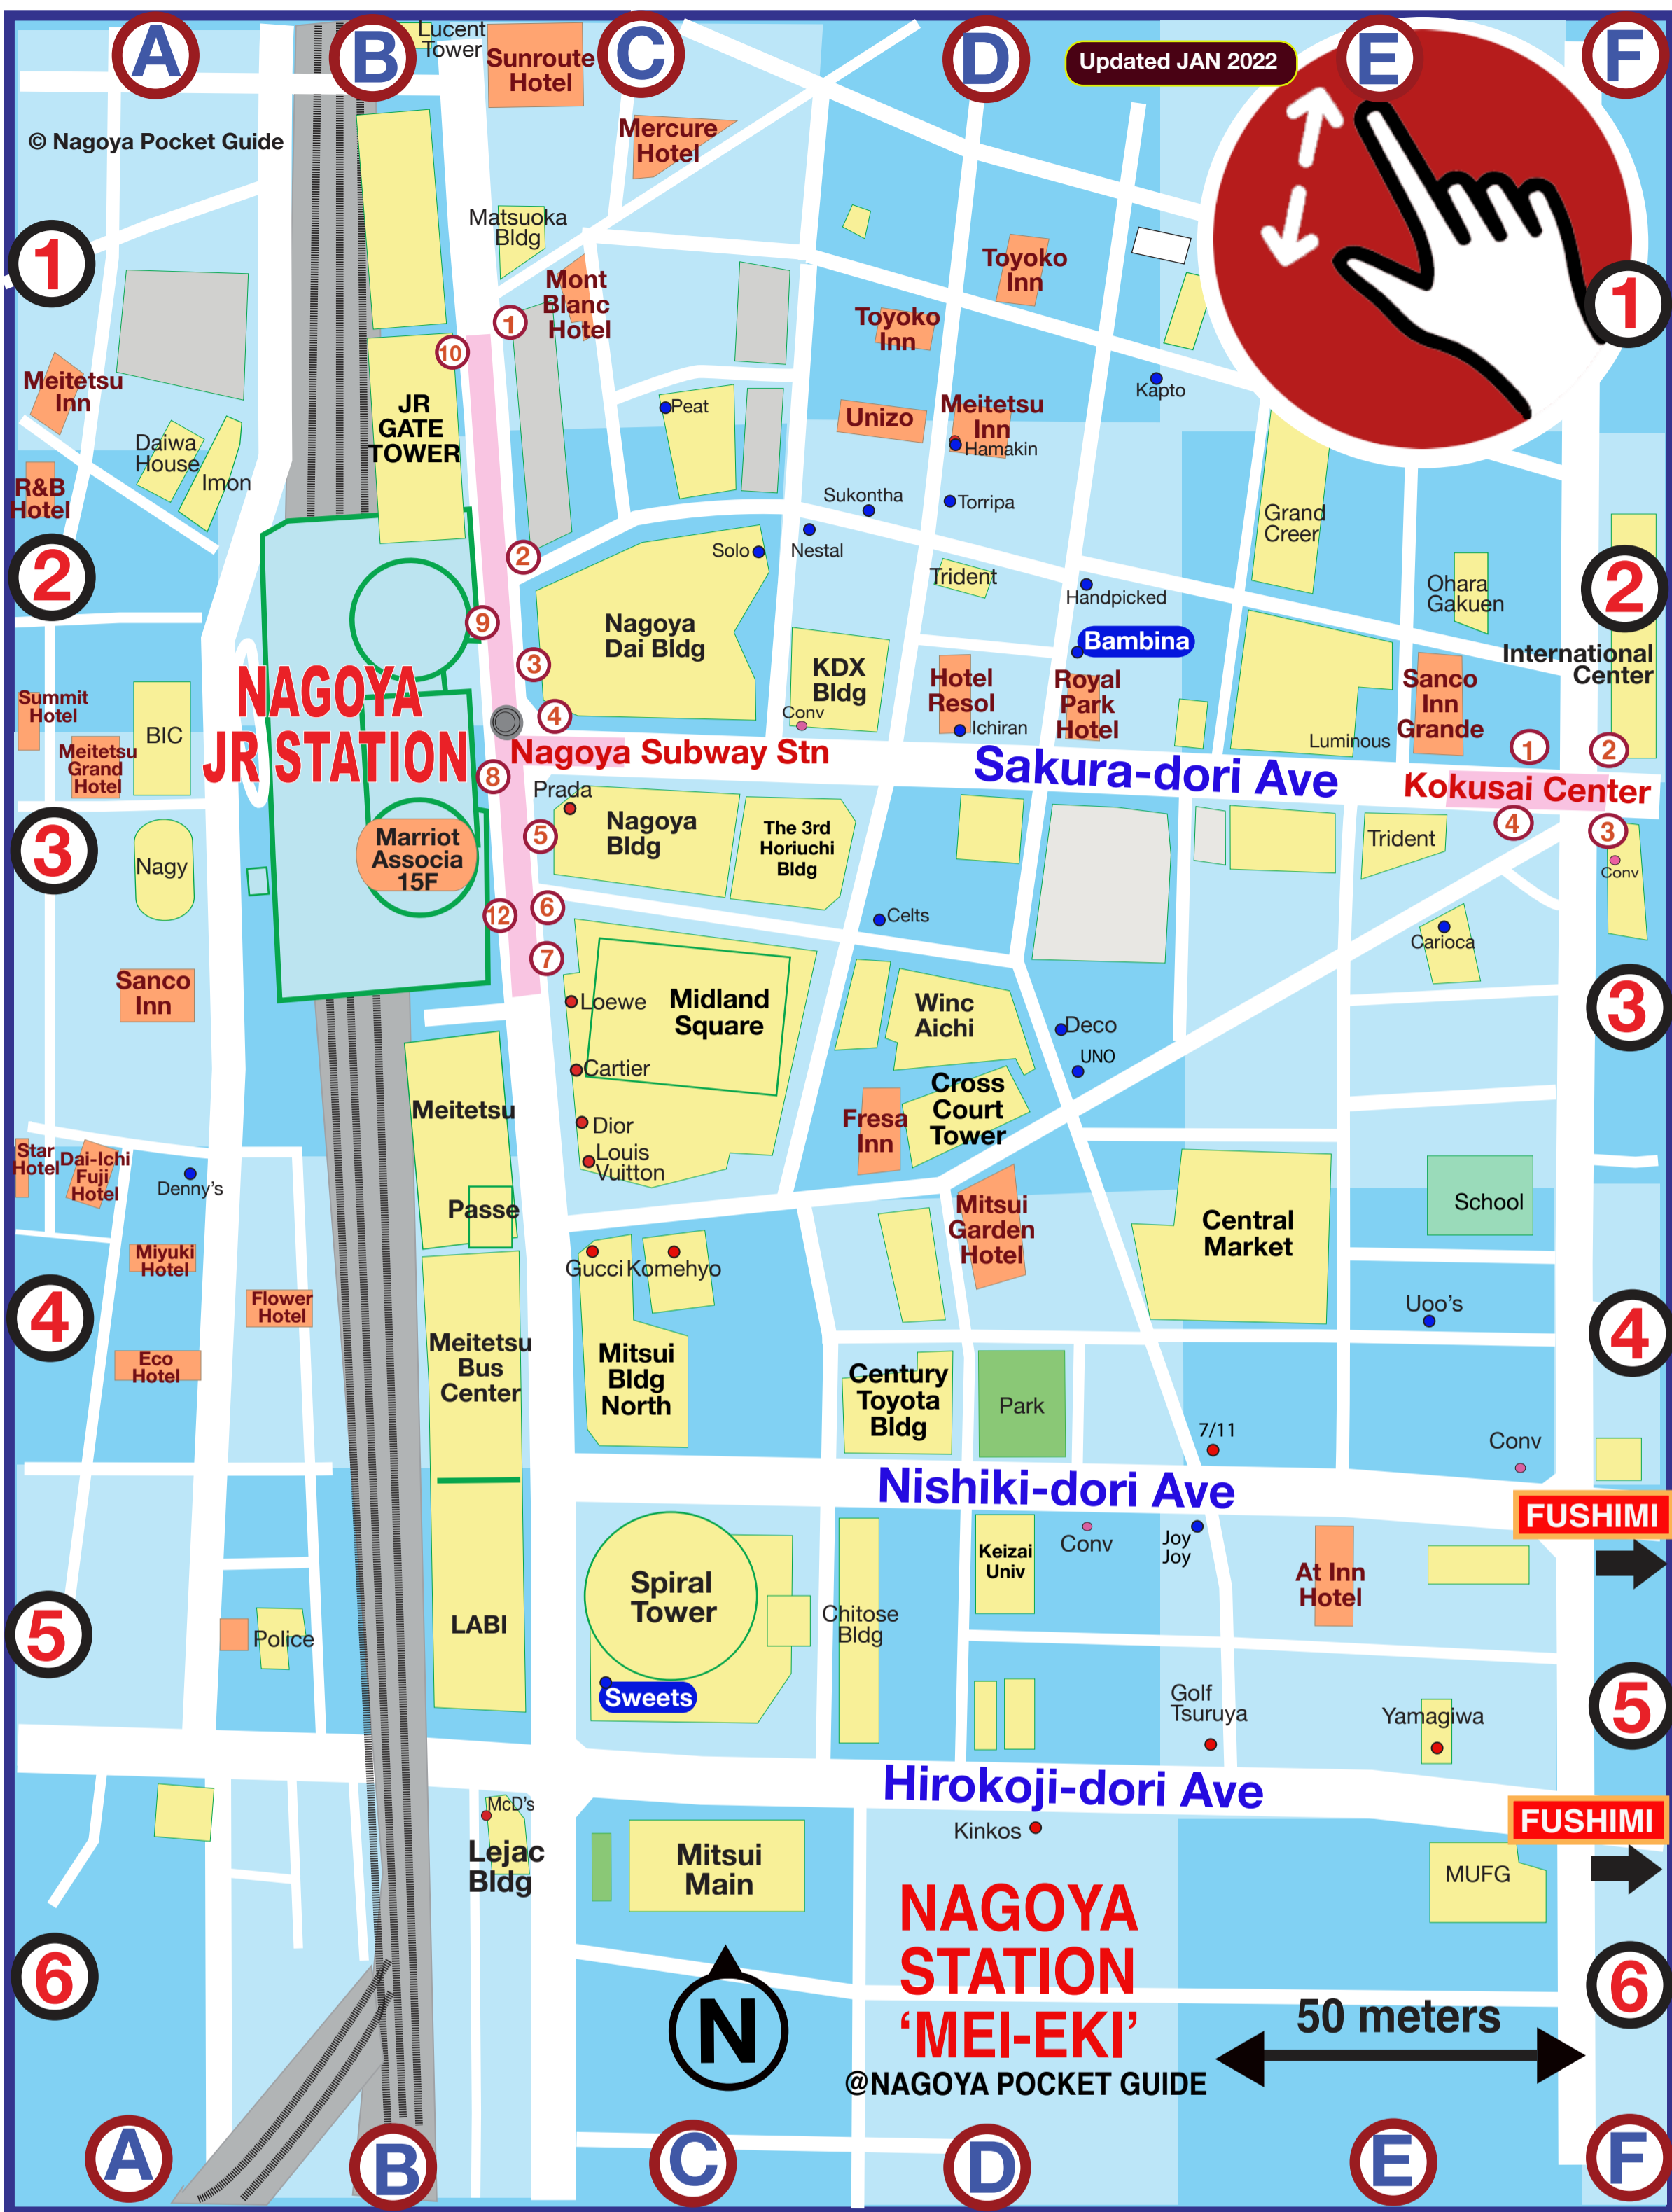 A
B
C
D
E
F
Updated JAN 2022
Lucent
Tower
Sunroute
Hotel
Mercure
Hotel
© Nagoya Pocket Guide
Matsuoka
Bldg
1
1
Mont
Blanc
Hotel
Toyoko
Inn
Toyoko
Inn
1
10
Meitetsu
Inn
JR
GATE
TOWER
Peat
Unizo
Meitetsu
Inn
Hamakin
Kapto
Daiwa
House
Imon
R&B
Hotel
Sukontha
Torripa
Grand
Creer
2
2
2
Solo
Nestal
Trident
Handpicked
Ohara
Gakuen
9
Nagoya
Dai Bldg
Bambina
International
Center
3
KDX
Bldg
Conv
Hotel
Resol
Ichiran
Royal
Park
Hotel
Sanco
Inn
Grande
Luminous
Summit
Hotel
BIC
Meitetsu
Grand
Hotel
NAGOYA
JR STATION
4
Nagoya Subway Stn
Sakura-dori Ave
1
2
8
Kokusai Center
Prada
5
Nagoya
Bldg
The 3rd
Horiuchi
Bldg
Trident
4
3
Conv
3
Nagy
Marriot
Associa
15F
12
6
7
Celts
Carioca
Sanco
Inn
Loewe
Midland
Square
Winc
Aichi
Deco
UNO
3
Cartier
Meitetsu
Cross
Court
Tower
Fresa
Inn
Dior
Louis
Vuitton
Star
Hotel
Dai-Ichi
Fuji
Hotel
Denny's
Passe
Mitsui
Garden
Hotel
Central
Market
School
Miyuki
Hotel
Gucci
Komehyo
Flower
Hotel
4
4
Uoo's
Eco
Hotel
Meitetsu
Bus
Center
Mitsui
Bldg
North
Century
Toyota
Bldg
Park
7/11
Conv
Nishiki-dori Ave
FUSHIMI
Spiral
Tower
Keizai
Univ
Conv
Joy
Joy
At Inn
Hotel
5
Police
LABI
Chitose
Bldg
Sweets
Golf
Tsuruya
Yamagiwa
5
Hirokoji-dori Ave
FUSHIMI
McD's
Lejac
Bldg
Mitsui
Main
Kinkos
MUFG
NAGOYA
STATION
‘MEI-EKI’
@NAGOYA POCKET GUIDE
6
6
N
50 meters
A
B
C
D
E
F